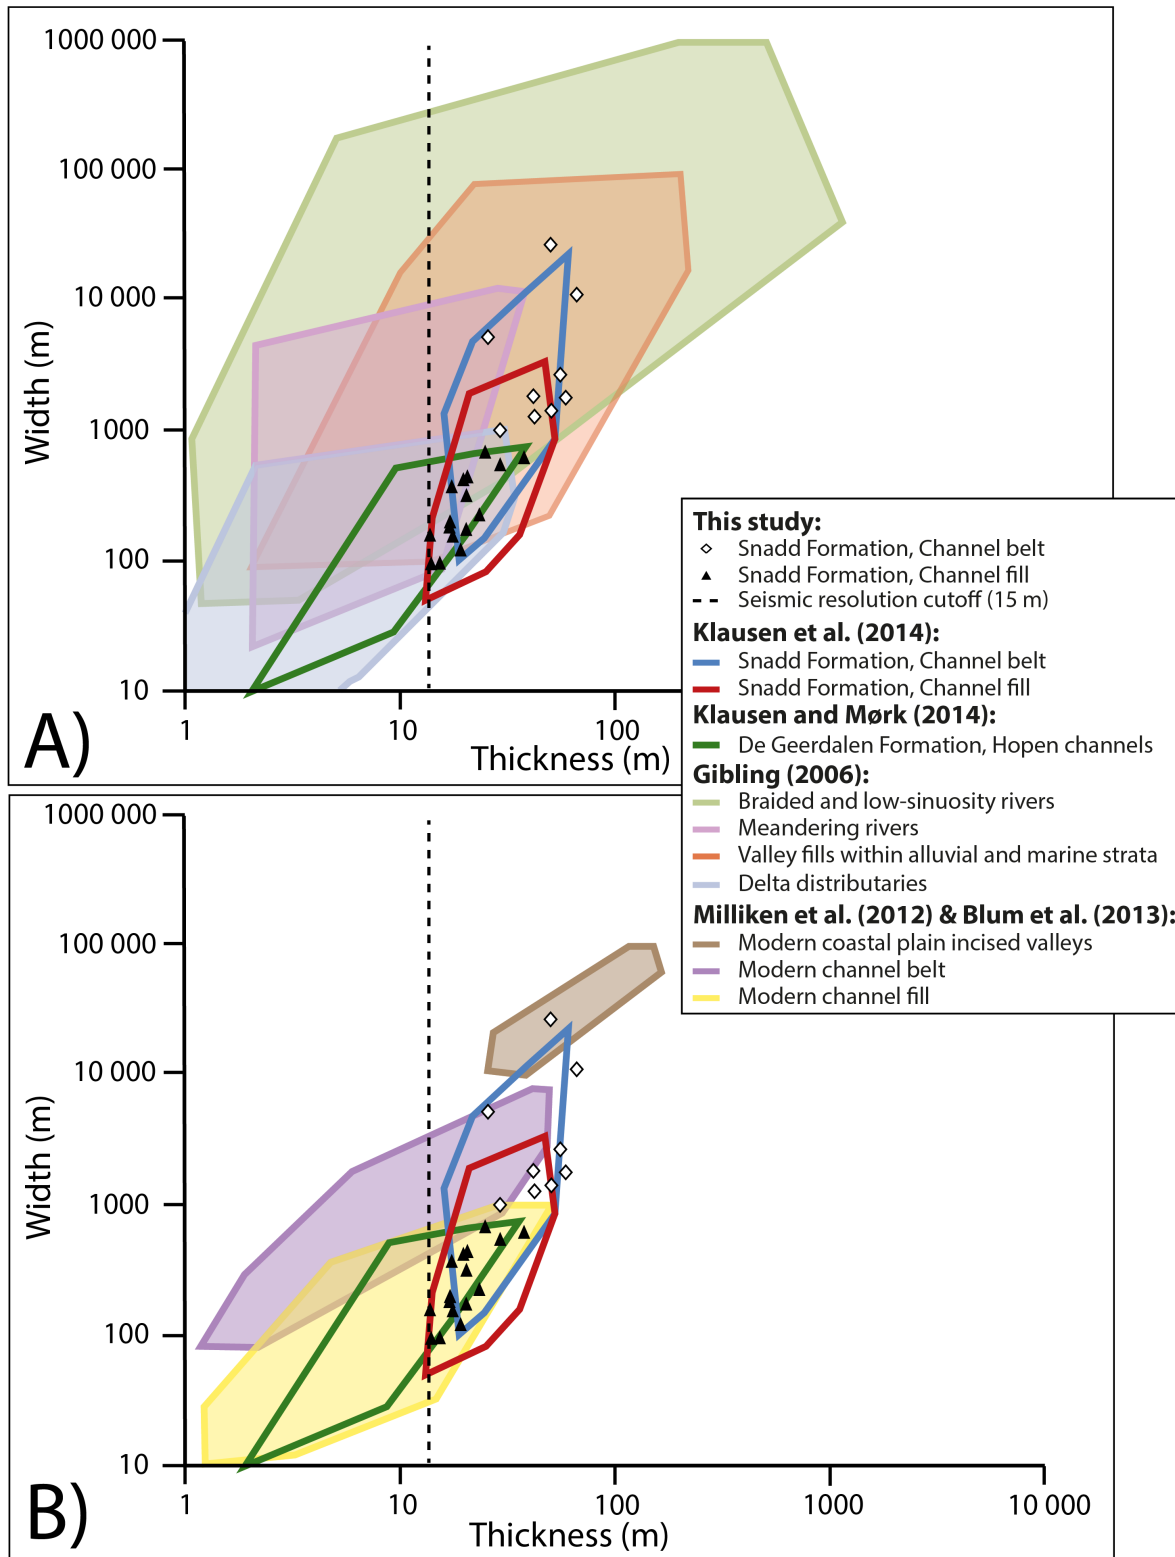 1000 000
100 000
10 000
1000
100
10
Width (m)
1
10
100
Thickness (m)
A)
This study:
Snadd Formation, Channel belt
Snadd Formation, Channel fill
Seismic resolution cutoff (15 m)
Klausen et al. (2014):
Snadd Formation, Channel belt
Snadd Formation, Channel fill
Klausen and Mørk (2014):
De Geerdalen Formation, Hopen channels
Gibling (2006):
Braided and low-sinuosity rivers
Meandering rivers
Valley fills within alluvial and marine strata
Delta distributaries
Milliken et al. (2012) & Blum et al. (2013):
Modern coastal plain incised valleys
Modern channel belt
Modern channel fill
1000 000
100 000
10 000
1000
100
10
Width (m)
1
10
100
1000
10 000
Thickness (m)
B)